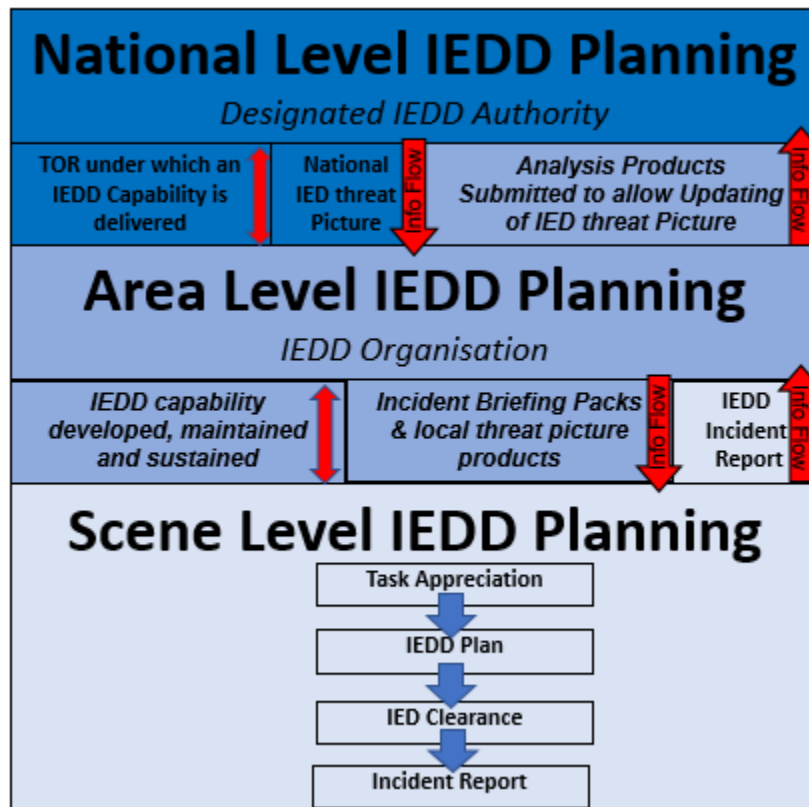 National Level IEDD Planning
Designated IEDD Authority
TOR under which an
IEDD Capability is
delivered
National
IED threat
Picture
Info Flow
Analysis Products
Submitted to allow Updating
of IED threat Picture
Info Flow
Area Level IEDD Planning
IEDD Organisation
IEDD capability
developed, maintained
and sustained
Incident Briefing Packs
& local threat picture
products
Info Flow
IEDD
Incident
Report
Info Flow
Scene Level IEDD Planning
Task Appreciation
IEDD Plan
IED Clearance
Incident Report